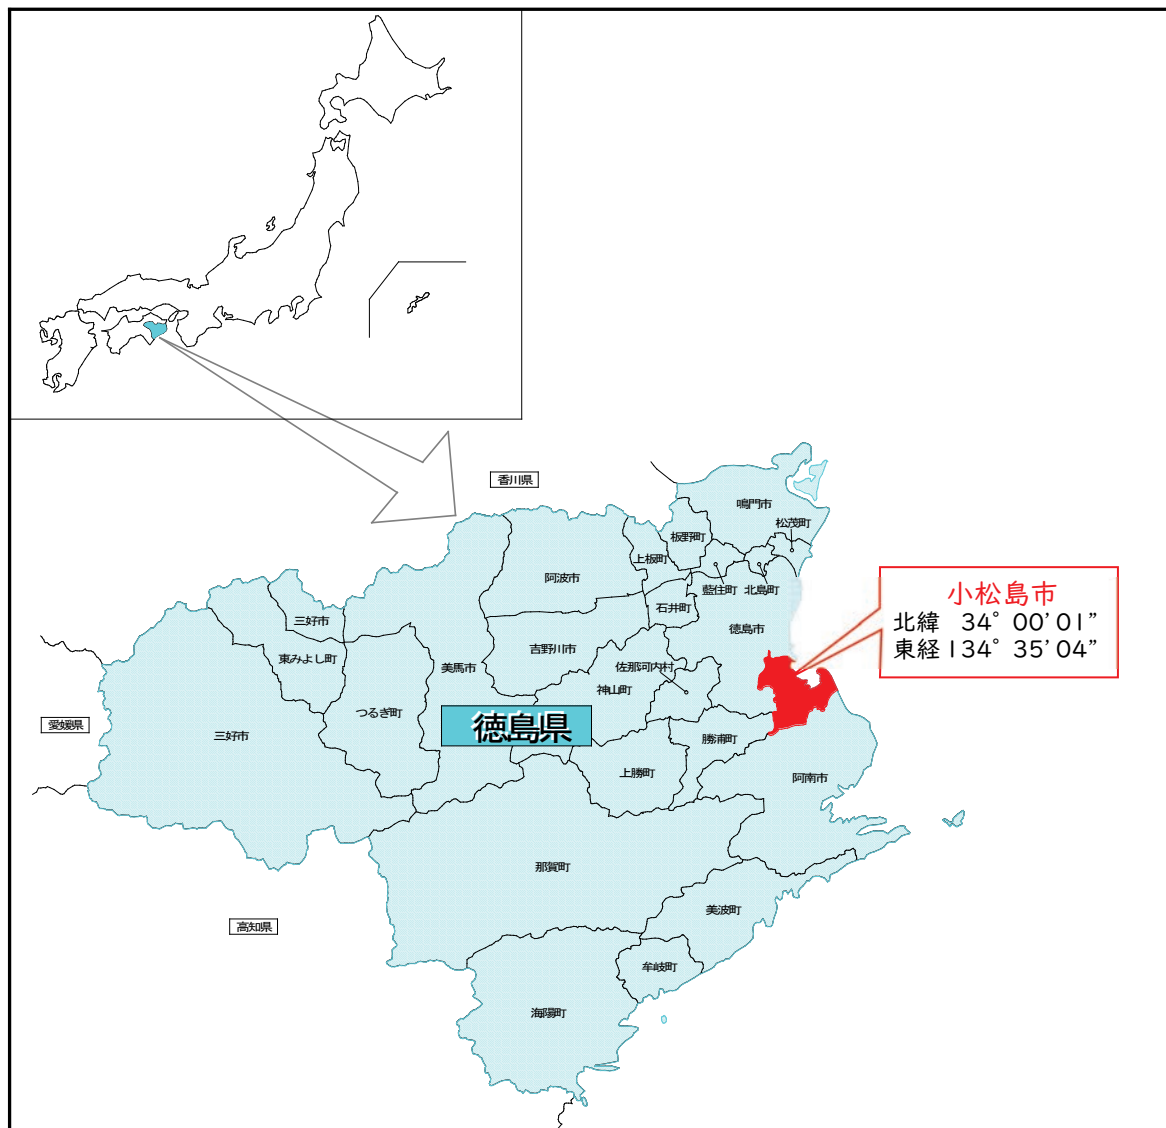 香川県
鳴門市
松茂町
板野町
上板町
阿波市
藍住町
北島町
石井町
小松島市
北緯　34°00’01”
東経134°35’04”
三好市
徳島市
吉野川市
東みよし町
美馬市
佐那河内村
神山町
つるぎ町
愛媛県
三好市
徳島県
勝浦町
上勝町
阿南市
那賀町
美波町
高知県
牟岐町
海陽町